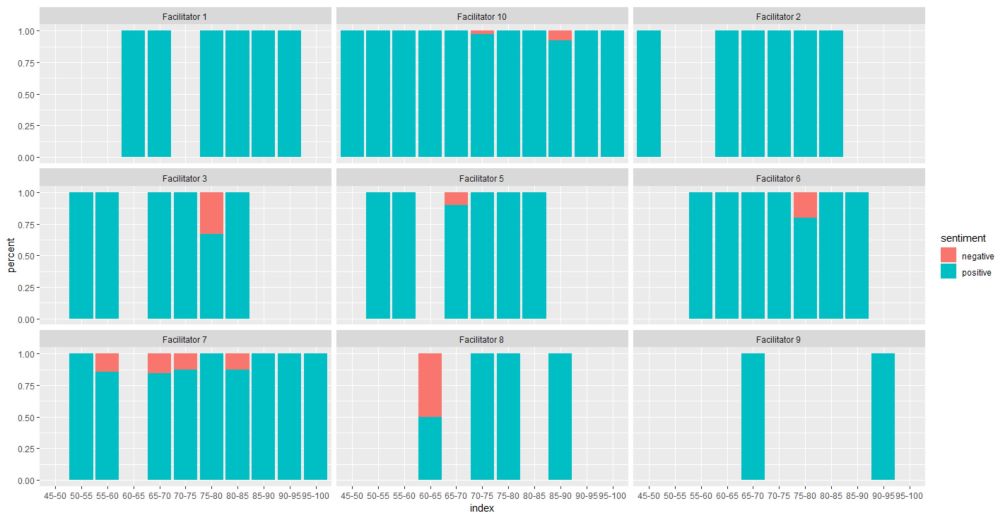 Facilitator 1
Facilitator 10
Facilitator 2
1.00
0.75
0.50
0.25
0.00
Facilitator 3
Facilitator 5
Facilitator 6
1.00
0.75
0.50
0.25
0.00
percent
sentiment
negative
positive
Facilitator 7
Facilitator 8
Facilitator 9
1.00
0.75
0.50
0.25
0.00
45-50 50-55 55-60 60-65 65-70 70-75 75-80 80-85 85-90 90-95 95-100
45-50 50-55 55-60 60-65 65-70 70-75 75-80 80-85 85-90 90-95 95-100
45-50 50-55 55-60 60-65 65-70 70-75 75-80 80-85 85-90 90-95 95-100
index